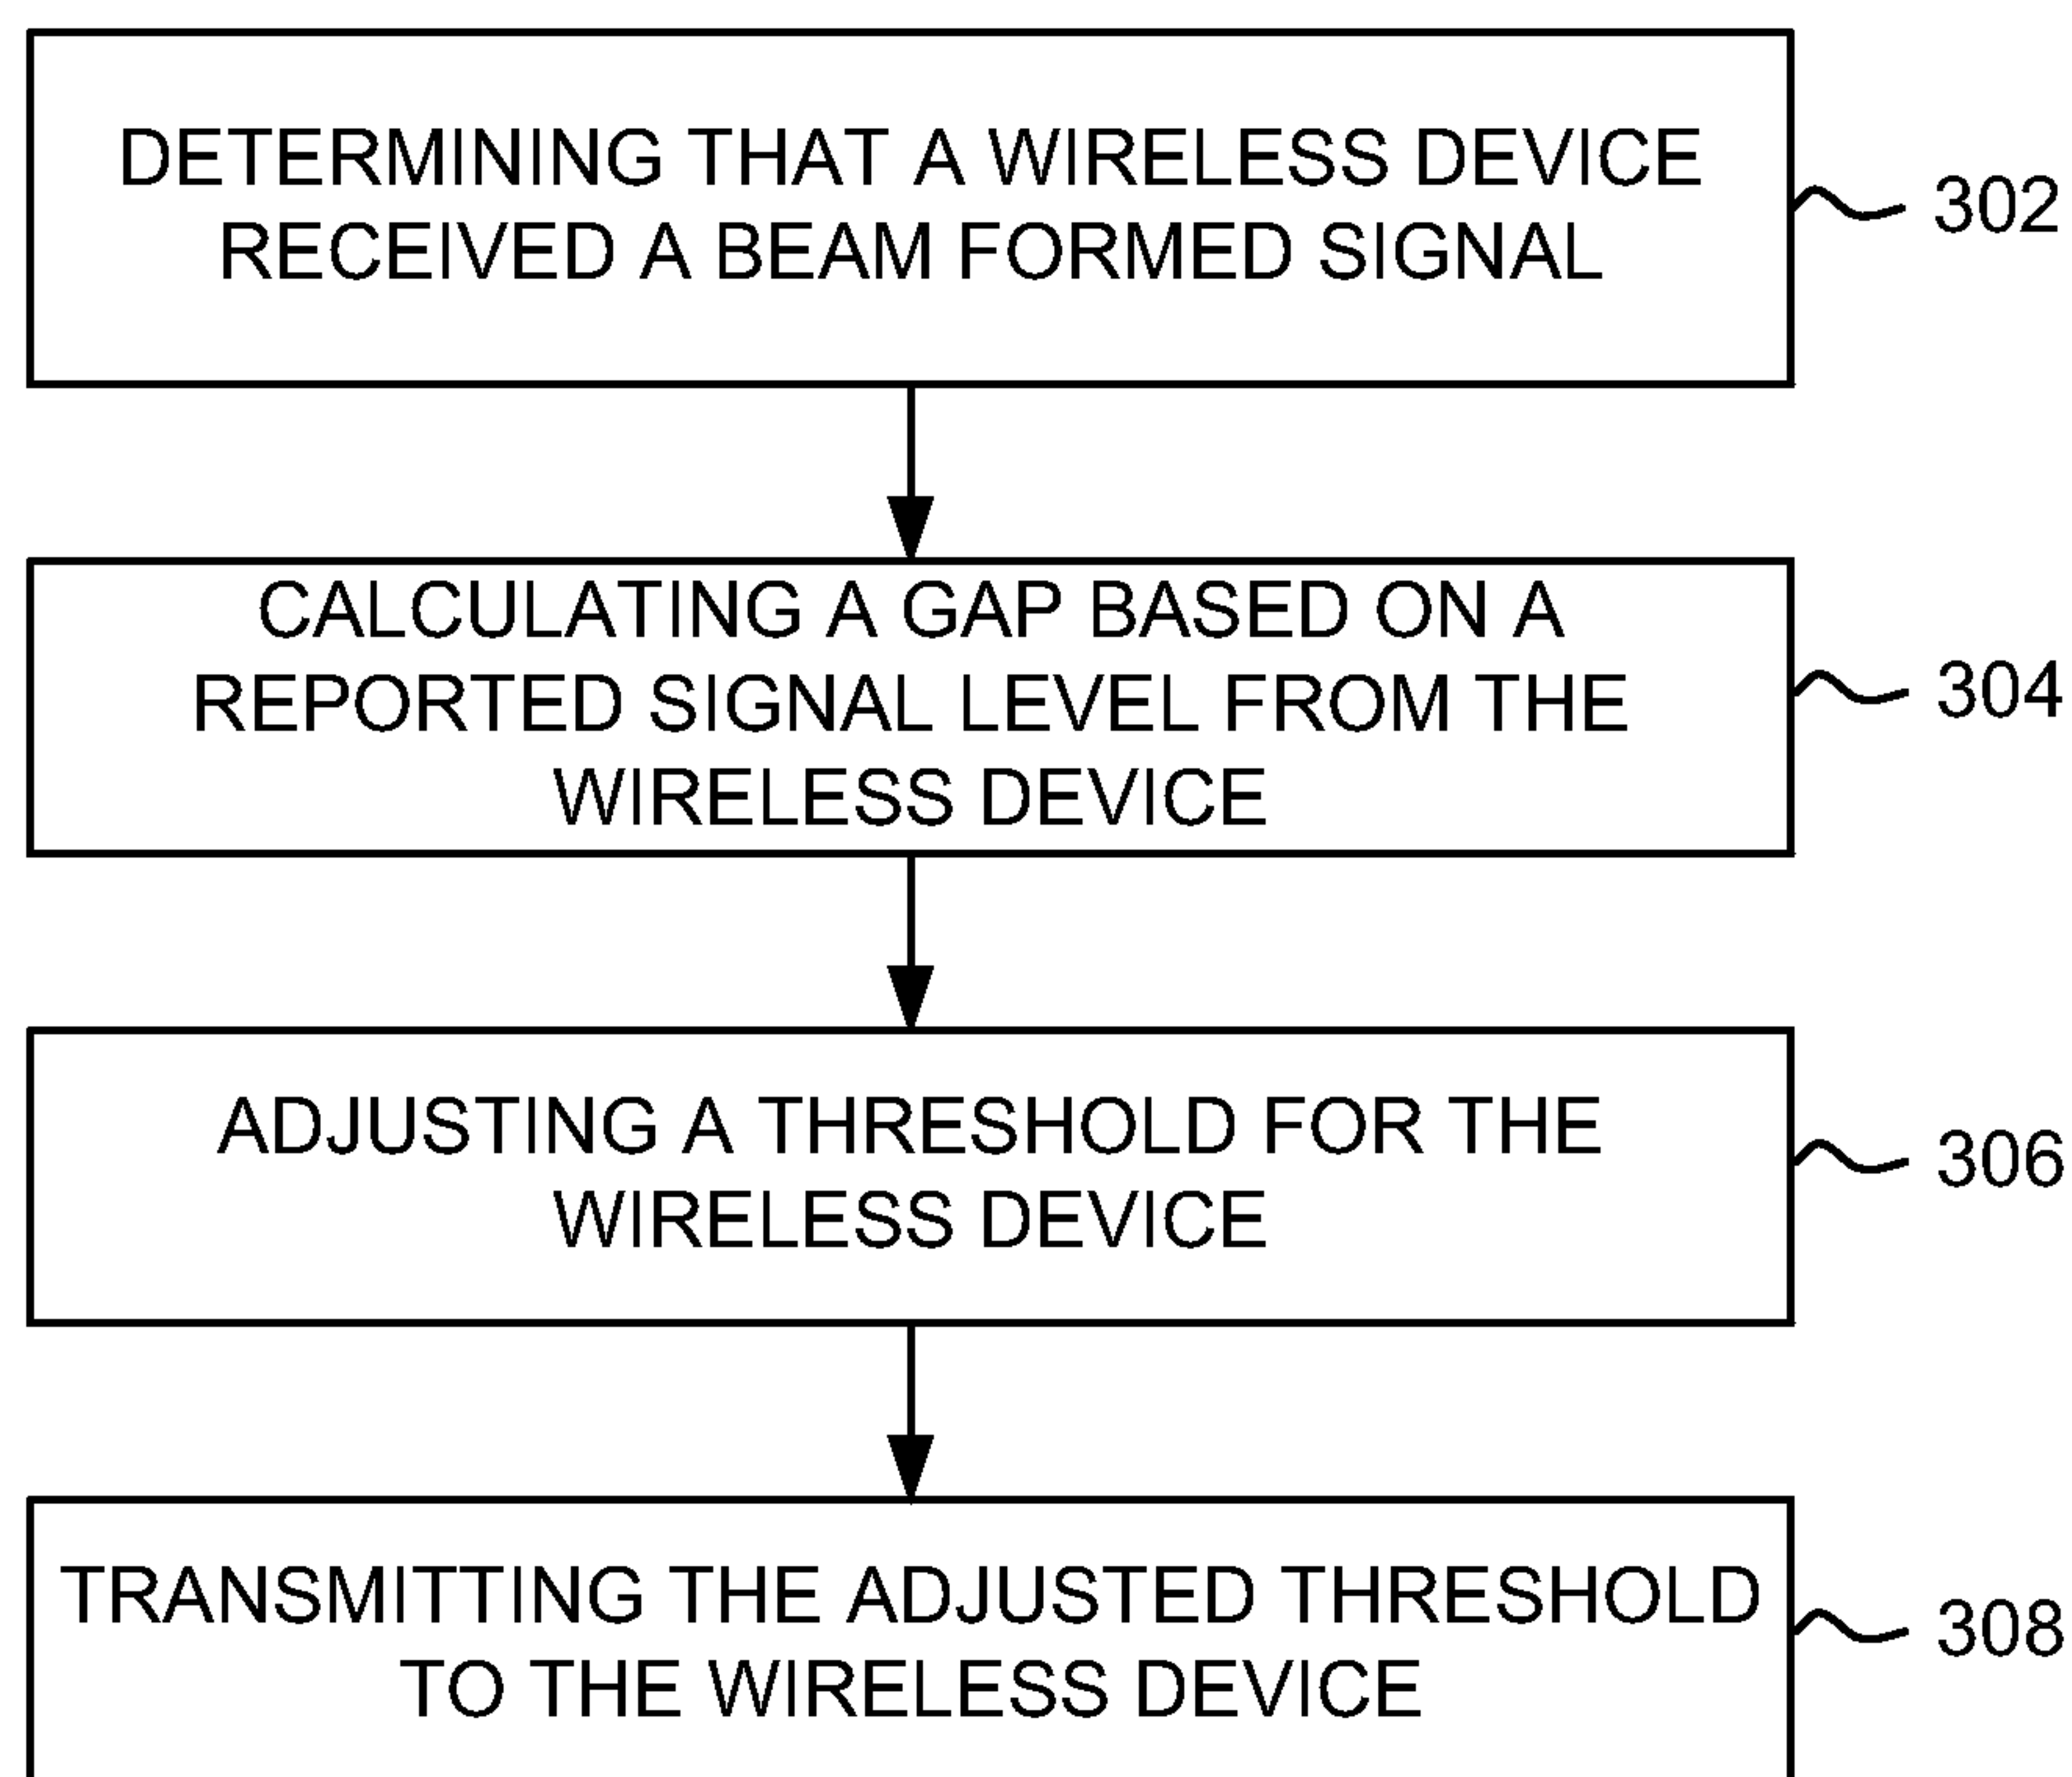 DETERMINING THAT A WIRELESS DEVICE
RECEIVED A BEAM FORMED SIGNAL
302
CALCULATING A GAP BASED ON A
REPORTED SIGNAL LEVEL FROM THE
WIRELESS DEVICE
304
ADJUSTING A THRESHOLD FOR THE
WIRELESS DEVICE
306
TRANSMITTING THE ADJUSTED THRESHOLD
TO THE WIRELESS DEVICE
308